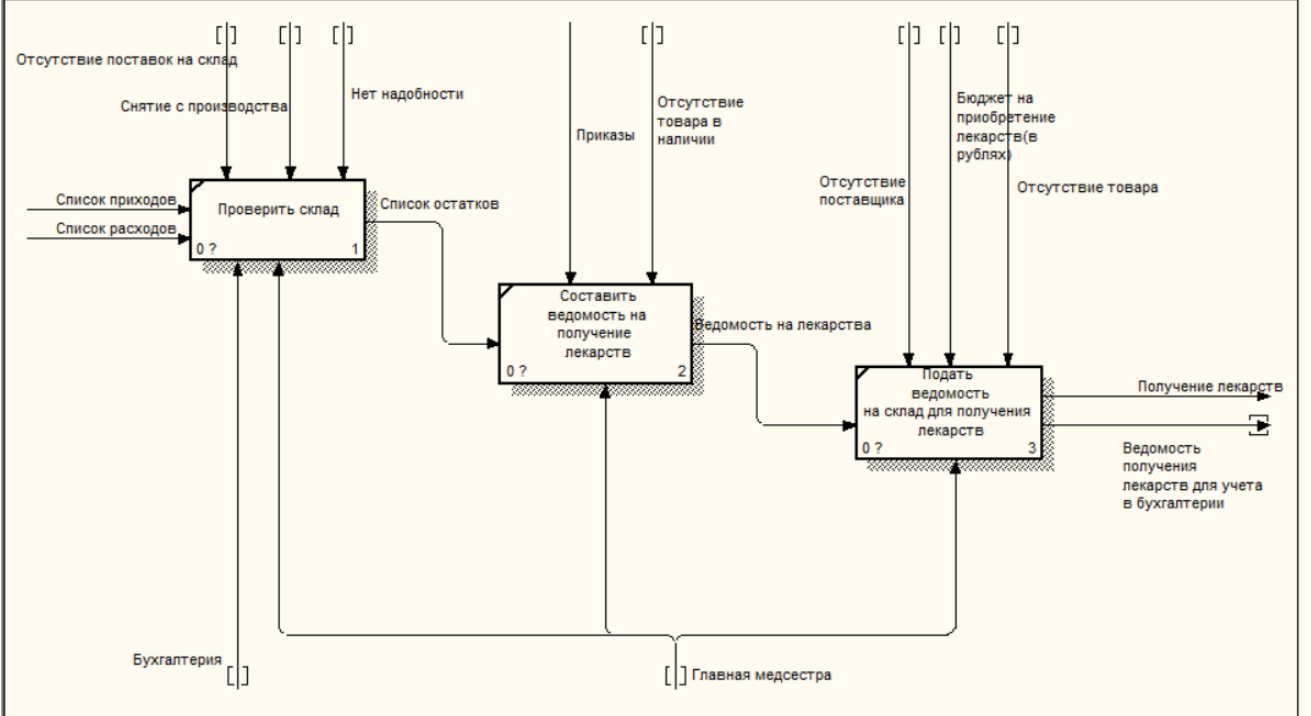 Отсутствие поставок на склад
Снятие с производства
Нет надобности
Приказы
Отсутствие
товара в
наличии
Бюджет на
приобретение
лекарств(в
рублях)
Отсутствие
поставщика
Отсутствие товара
Список приходов
Список расходов
Проверить склад
0 ?
1
Список остатков
Составить
ведомость на
получение
лекарств
0 ?
2
Ведомость на лекарства
Подать
ведомость
на склад для получения
лекарств
0 ?
3
Получение лекарств
Ведомость
получения
лекарств для учета
в бухгалтерии
Бухгалтерия
Главная медсестра